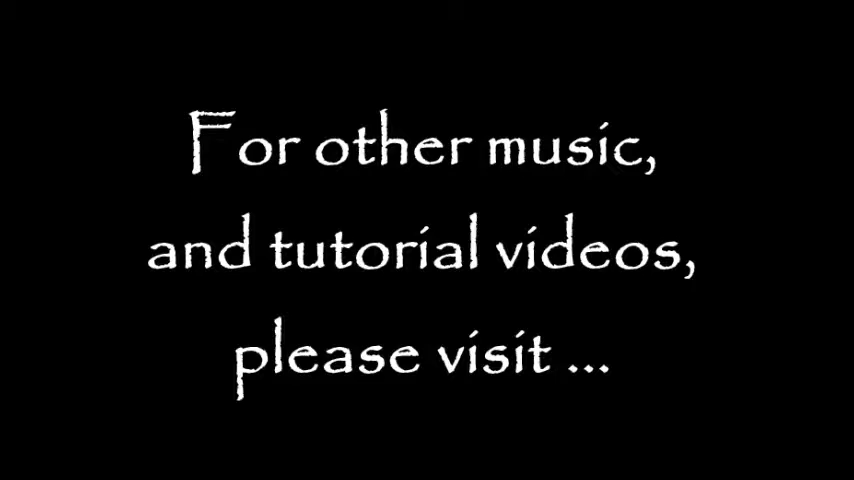 For other music,
and tutorial videos,
please visit ...